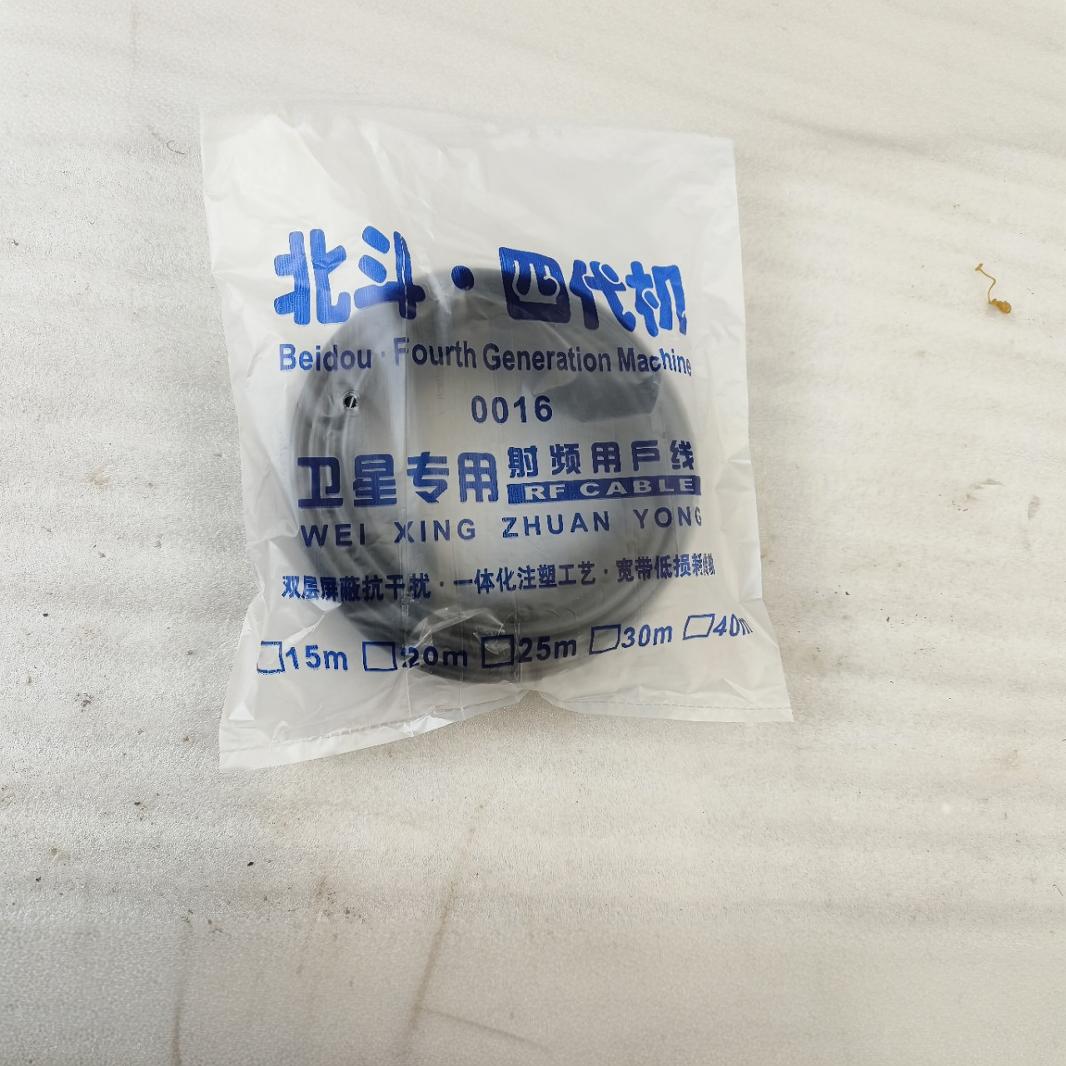 北斗·四代机
Beidou·Fourth Generation Machine
0016
卫星专用 射频用户线
RF CABLE
WEI XING ZHUAN YONG
双层屏蔽抗干扰·一体化注塑工艺·宽带低损耗
15m 20m 25m 30m 40m